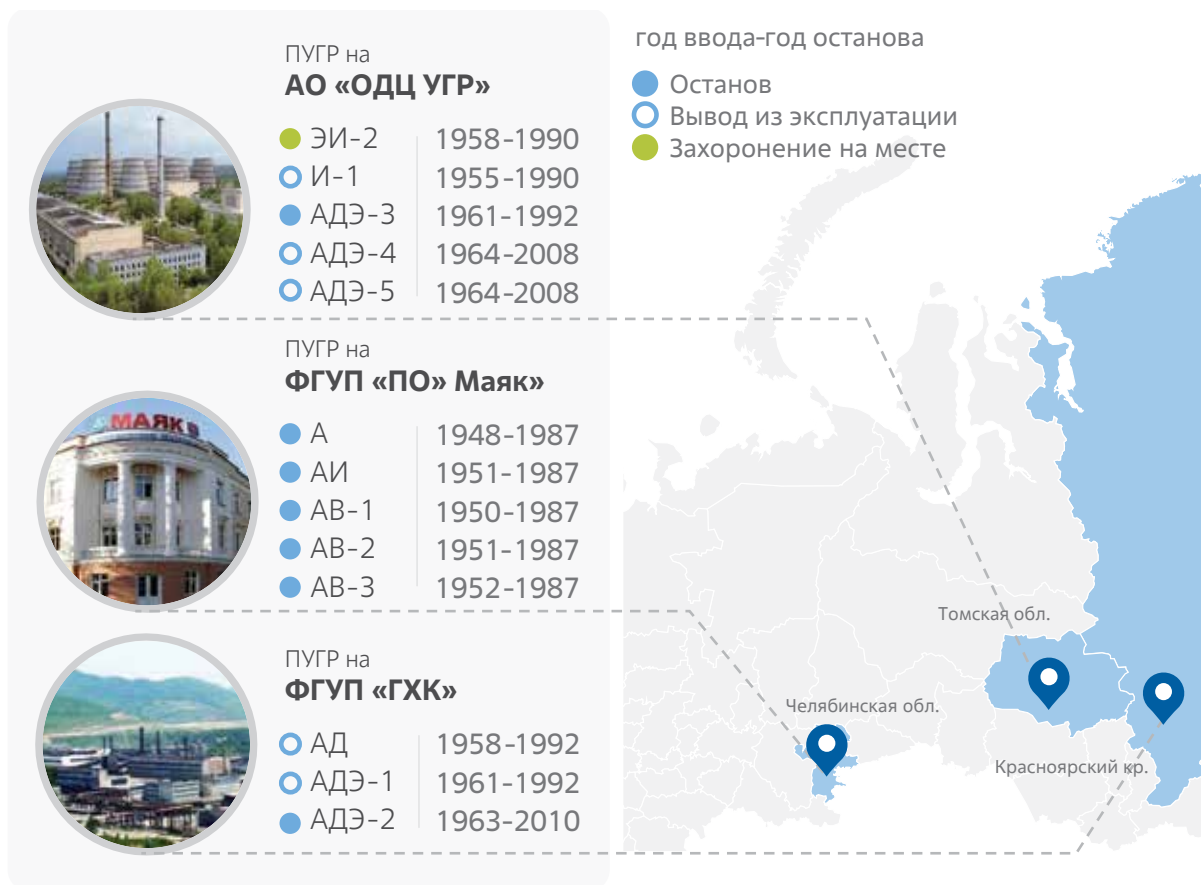 ПУГР на
АО «ОДЦ УГР»
ЭИ-2 1958-1990
И-1 1955-1990
АДЭ-3 1961-1992
АДЭ-4 1964-2008
АДЭ-5 1964-2008
ПУГР на
ФГУП «ПО» Маяк»
МАЯК
А 1948-1987
АИ 1951-1987
АВ-1 1950-1987
АВ-2 1951-1987
АВ-3 1952-1987
ПУГР на
ФГУП «ГХК»
АД 1958-1992
АДЭ-1 1961-1992
АДЭ-2 1963-2010
год ввода-год останова
Останов
Вывод из эксплуатации
Захоронение на месте
Томская обл.
Челябинская обл.
Красноярский кр.